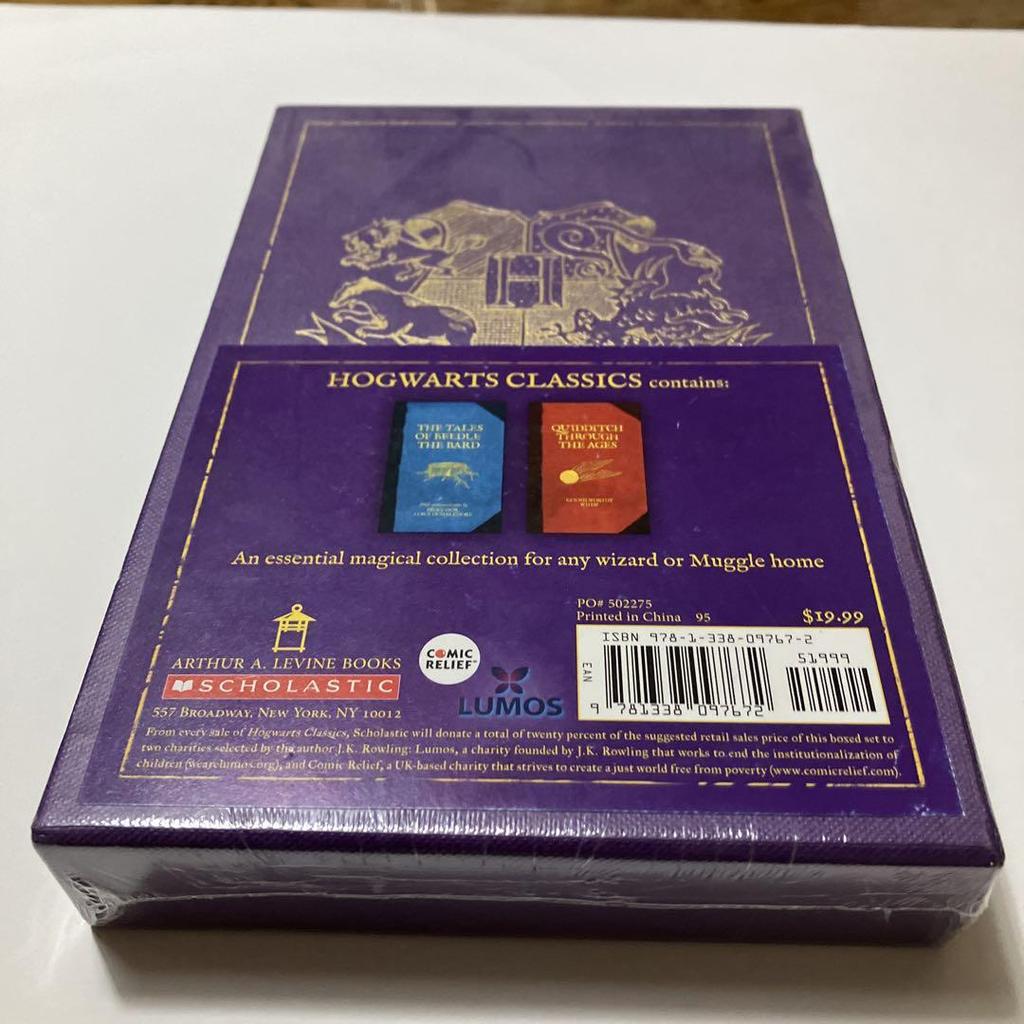 H
HOGWARTS CLASSICS contains:
THE TALES
OF BEEDLE
THE BARD
QUIDDITCH
THROUGH
THE AGES
KENNILWORTHY
WHISP
An essential magical collection for any wizard or Muggle home
PO# 502275
Printed in China 95
$19.99
ISBN 978-1-338-09767-2
51999
EAN
9 781338 097672
ARTHUR A. LEVINE BOOKS
SCHOLASTIC
557 BROADWAY, NEW YORK, NY 10012
COMIC
RELIEF
LUMOS
From every sale of Hogwarts Classics, Scholastic will donate a total of twenty percent of the suggested retail sales price of this boxed set to
two charities selected by the author J.K. Rowling: Lumos, a charity founded by J.K. Rowling that works to end the institutionalization of
children (wearelumos.org), and Comic Relief, a UK-based charity that strives to create a just world free from poverty (www.comicrelief.com).